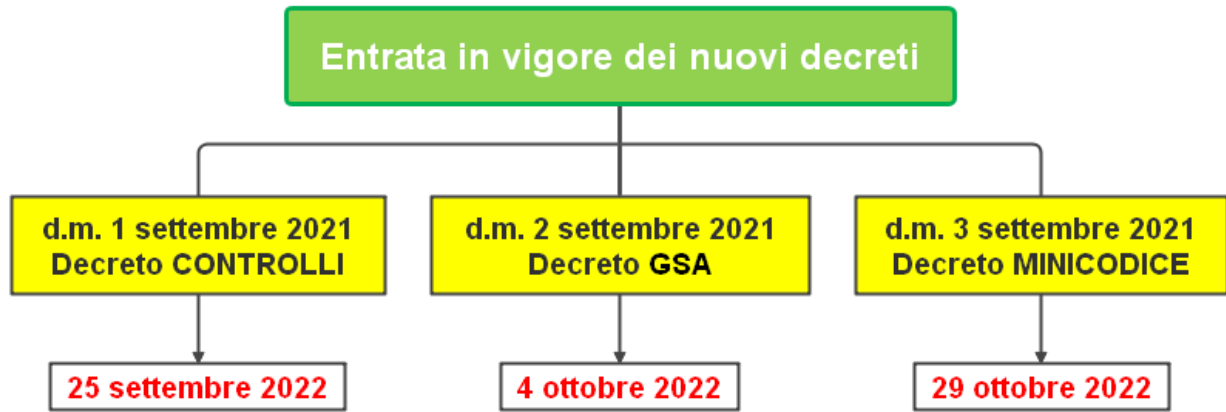 Entrata in vigore dei nuovi decreti
d.m. 1 settembre 2021
Decreto CONTROLLI
d.m. 2 settembre 2021
Decreto GSA
d.m. 3 settembre 2021
Decreto MINICODICE
25 settembre 2022
4 ottobre 2022
29 ottobre 2022